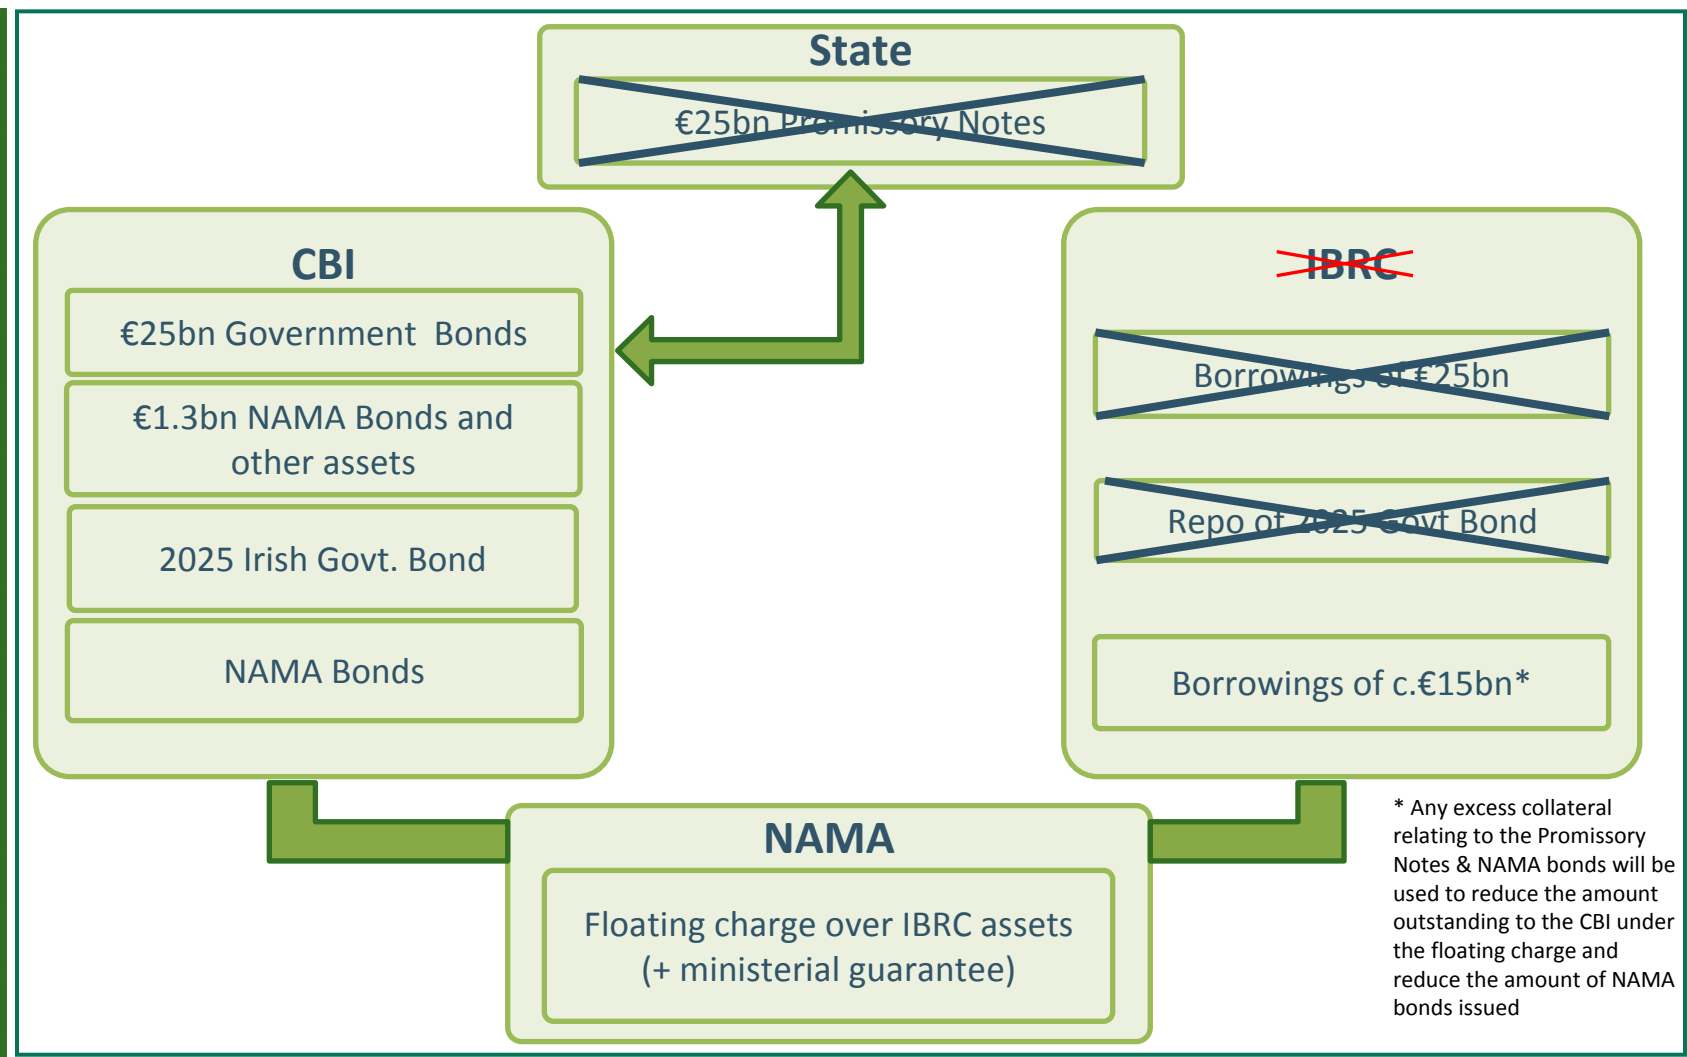 State
€25bn Promissory Notes
CBI
€25bn Government Bonds
€1.3bn NAMA Bonds and
other assets
2025 Irish Govt. Bond
NAMA Bonds
IBRC
Borrowings of €25bn
Repo of 2025 Govt Bond
Borrowings of c.€15bn*
NAMA
Floating charge over IBRC assets
(+ ministerial guarantee)
* Any excess collateral
relating to the Promissory
Notes & NAMA bonds will be
used to reduce the amount
outstanding to the CBI under
the floating charge and
reduce the amount of NAMA
bonds issued